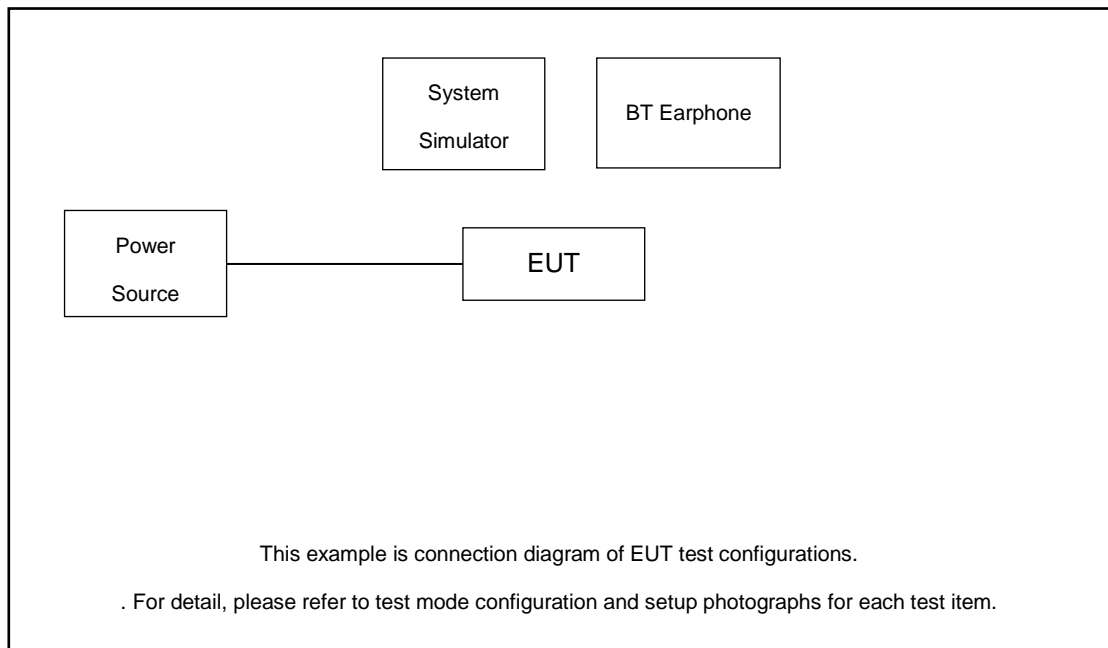 System
Simulator
BT Earphone
Power
Source
EUT
This example is connection diagram of EUT test configurations.
. For detail, please refer to test mode configuration and setup photographs for each test item.